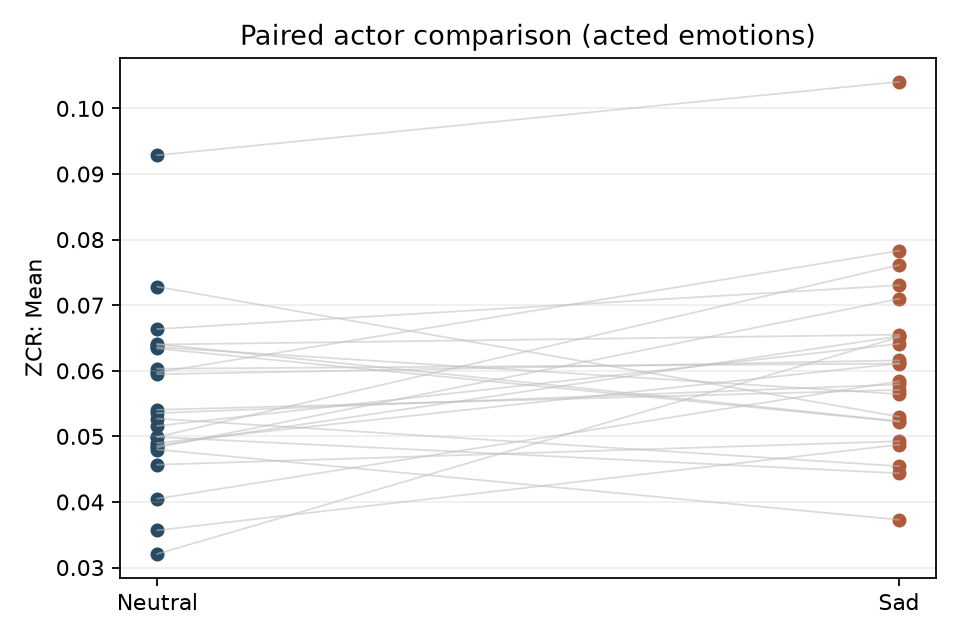 Paired actor comparison (acted emotions)
ZCR: Mean
0.10
0.09
0.08
0.07
0.06
0.05
0.04
0.03
Neutral
Sad